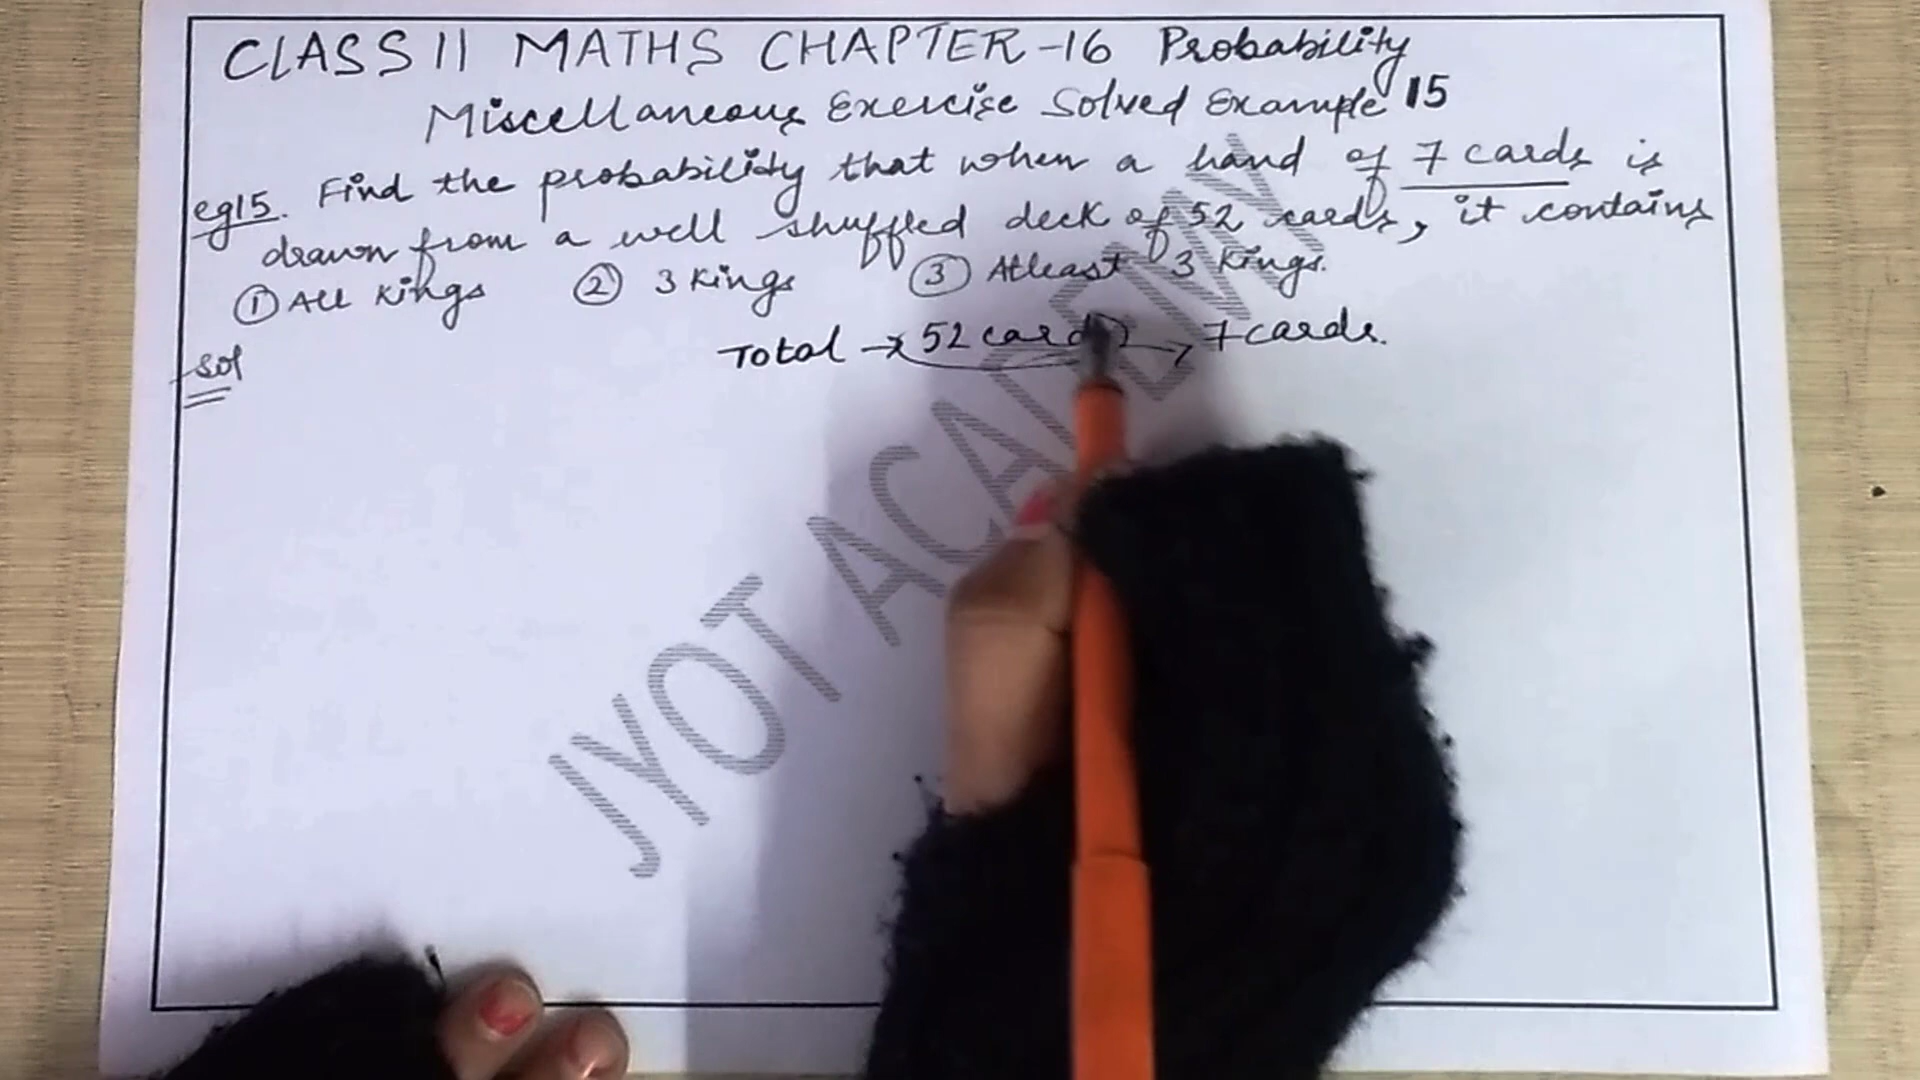 CLASS 11 MATHS CHAPTER-16 Probability
Miscellaneous Exercise Solved Example 15
eg15. Find the probability that when a hand of 7 cards is
drawn from a well shuffled deck of 52 cards, it contains
① All Kings ② 3 Kings ③ Atleast 3 Kings.
Total → 52 cards → 7 cards.
Sol
JYOT ACADEMY